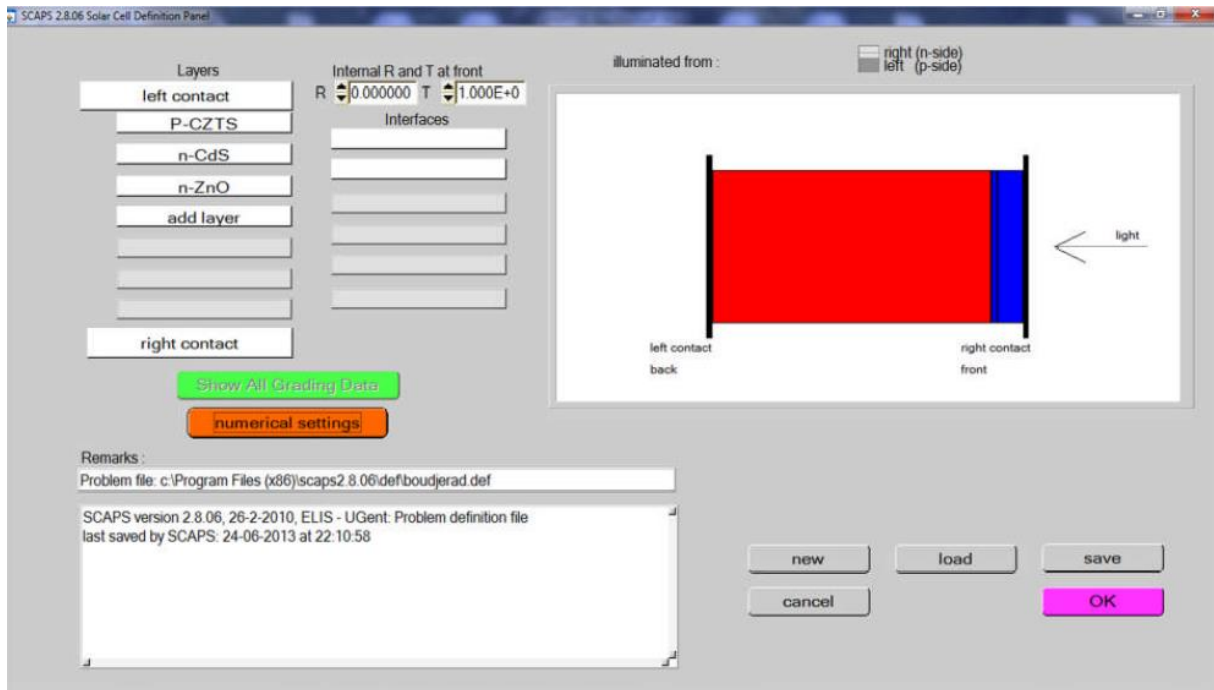 SCAPS 2.8.06 Solar Cell Definition Panel
Layers
left contact
P-CZTS
n-CdS
n-ZnO
add layer
right contact
Show All Grading Data
numerical settings
Internal R and T at front
R 0.000000 T 1.000E+0
Interfaces
illuminated from :
right (n-side)
left (p-side)
light
left contact
back
right contact
front
Remarks :
Problem file: c:\Program Files (x86)\scaps2.8.06\def\boudjerad.def
SCAPS version 2.8.06, 26-2-2010, ELIS - UGent: Problem definition file
last saved by SCAPS: 24-06-2013 at 22:10:58
new
load
save
cancel
OK